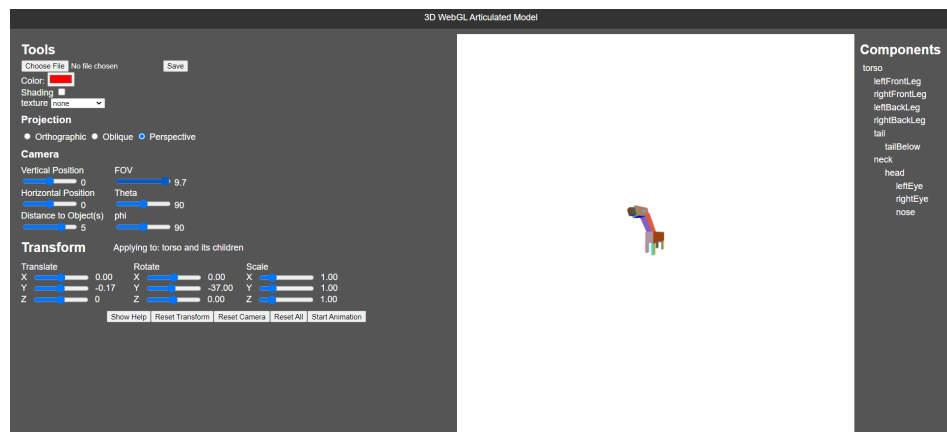 3D WebGL Articulated Model
Tools
Choose File No file chosen Save
Color:
Shading
texture none
Projection
Orthographic Oblique Perspective
Camera
Vertical Position FOV
0 9.7
Horizontal Position Theta
0 90
Distance to Object(s) phi
5 90
Transform Applying to: torso and its children
Translate Rotate Scale
X 0.00 X 0.00 X 1.00
Y -0.17 Y -37.00 Y 1.00
Z 0 Z 0.00 Z 1.00
Show Help Reset Transform Reset Camera Reset All Start Animation
Components
torso
leftFrontLeg
rightFrontLeg
leftBackLeg
rightBackLeg
tail
tailBelow
neck
head
leftEye
rightEye
nose